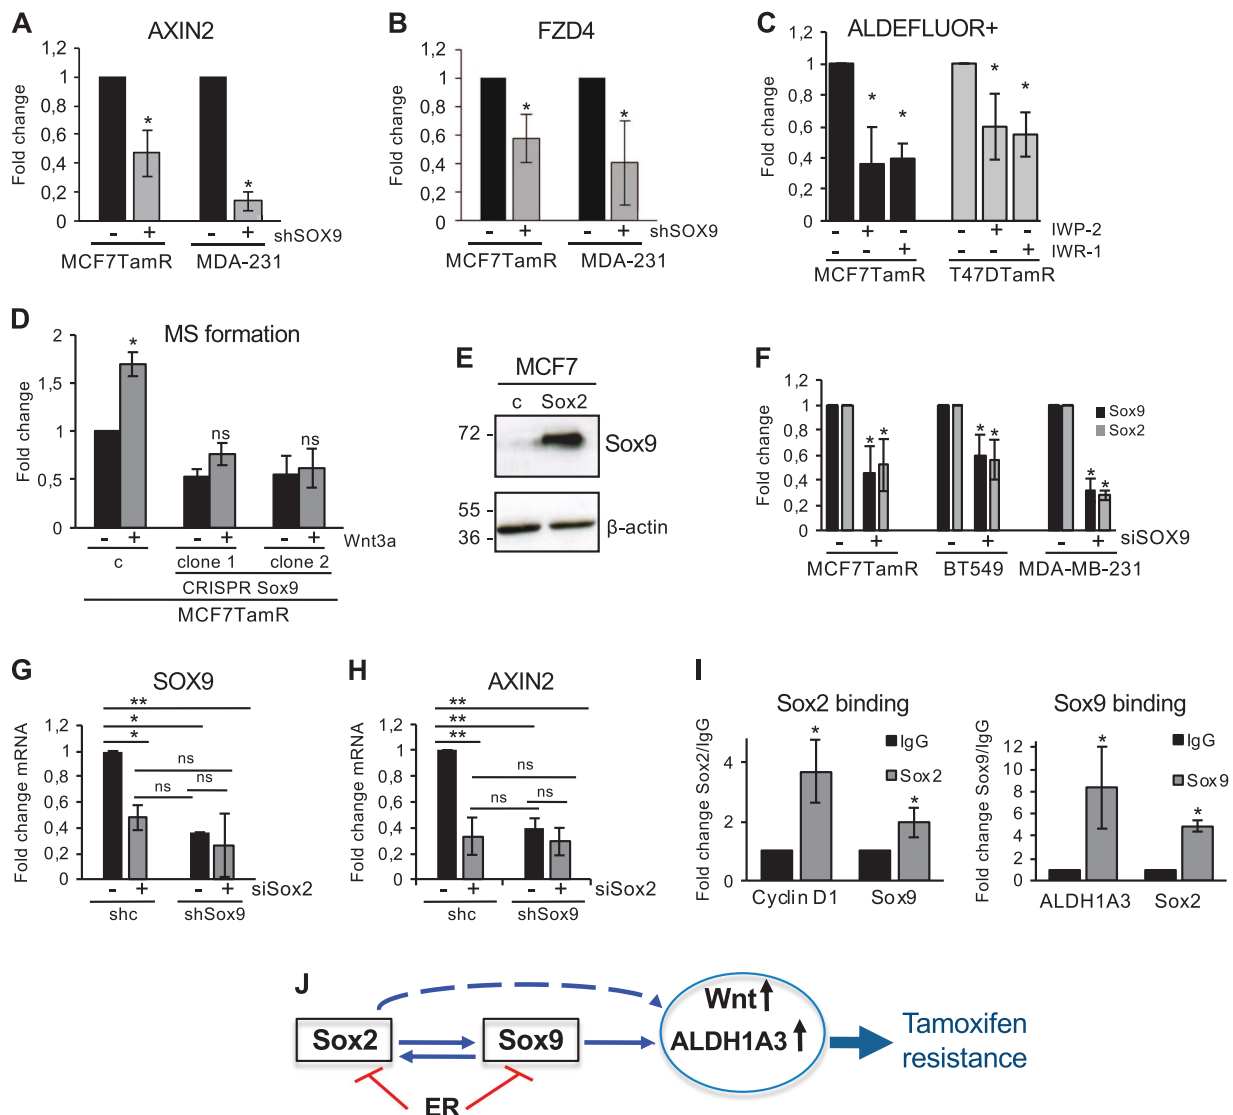 A
AXIN2
Fold change
1,2
1
0,8
0,6
0,4
0,2
0
*
*
- + - + shSOX9
MCF7TamR MDA-231
B
FZD4
Fold change
1,2
1
0,8
0,6
0,4
0,2
0
*
*
- + - + shSOX9
MCF7TamR MDA-231
C
ALDEFLUOR+
Fold change
1,2
1
0,8
0,6
0,4
0,2
0
* * * *
- + - - + - IWP-2
- - + - - + IWR-1
MCF7TamR T47DTamR
D
MS formation
Fold change
2
1,5
1
0,5
0
*
ns
ns
- + - + - + Wnt3a
c clone 1 clone 2
CRISPR Sox9
MCF7TamR
E
MCF7
c Sox2
72 - Sox9
55 -
36 - β-actin
F
Fold change
1,2
1
0,8
0,6
0,4
0,2
0
Sox9
Sox2
* * * * * *
- + - + - + siSOX9
MCF7TamR BT549 MDA-MB-231
G
SOX9
Fold change mRNA
1,2
1
0,8
0,6
0,4
0,2
0
**
*
*
ns
ns ns
- + - + siSox2
shc shSox9
H
AXIN2
Fold change mRNA
1,2
1
0,8
0,6
0,4
0,2
0
**
**
**
ns
ns ns
- + - + siSox2
shc shSox9
I
Sox2 binding
Fold change Sox2/IgG
4
2
0
*
*
IgG
Sox2
Cyclin D1 Sox9
Sox9 binding
Fold change Sox9/IgG
12
10
8
6
4
2
0
*
*
IgG
Sox9
ALDH1A3 Sox2
J
Sox2
Sox9
ER
Wnt
ALDH1A3
Tamoxifen
resistance